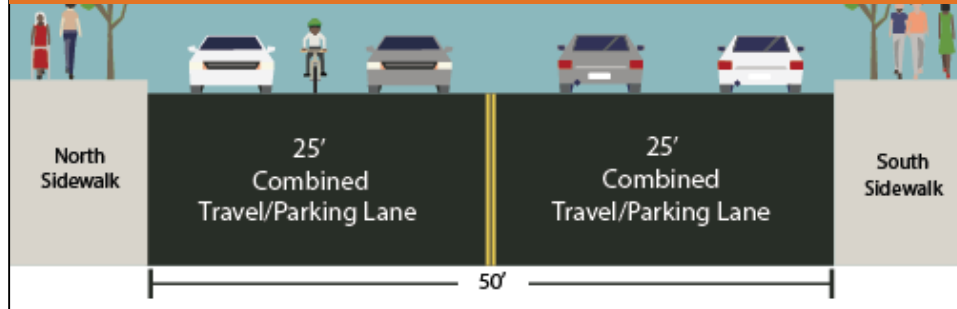 North
Sidewalk
25'
Combined
Travel/Parking Lane
25'
Combined
Travel/Parking Lane
South
Sidewalk
50'